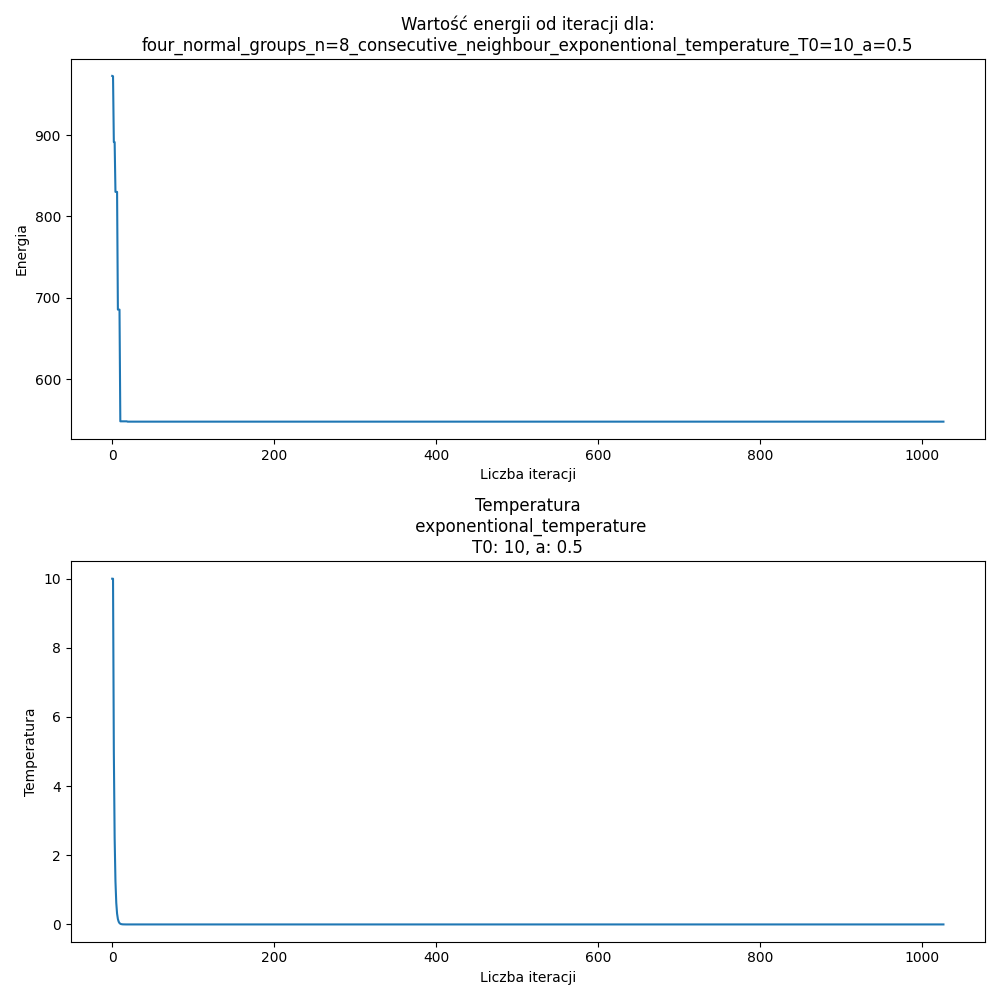 Wartość energii od iteracji dla:
four_normal_groups_n=8_consecutive_neighbour_exponentional_temperature_T0=10_a=0.5
900
800
700
600
Energia
0 200 400 600 800 1000
Liczba iteracji
Temperatura
exponentional_temperature
T0: 10, a: 0.5
10
8
6
4
2
0
Temperatura
0 200 400 600 800 1000
Liczba iteracji